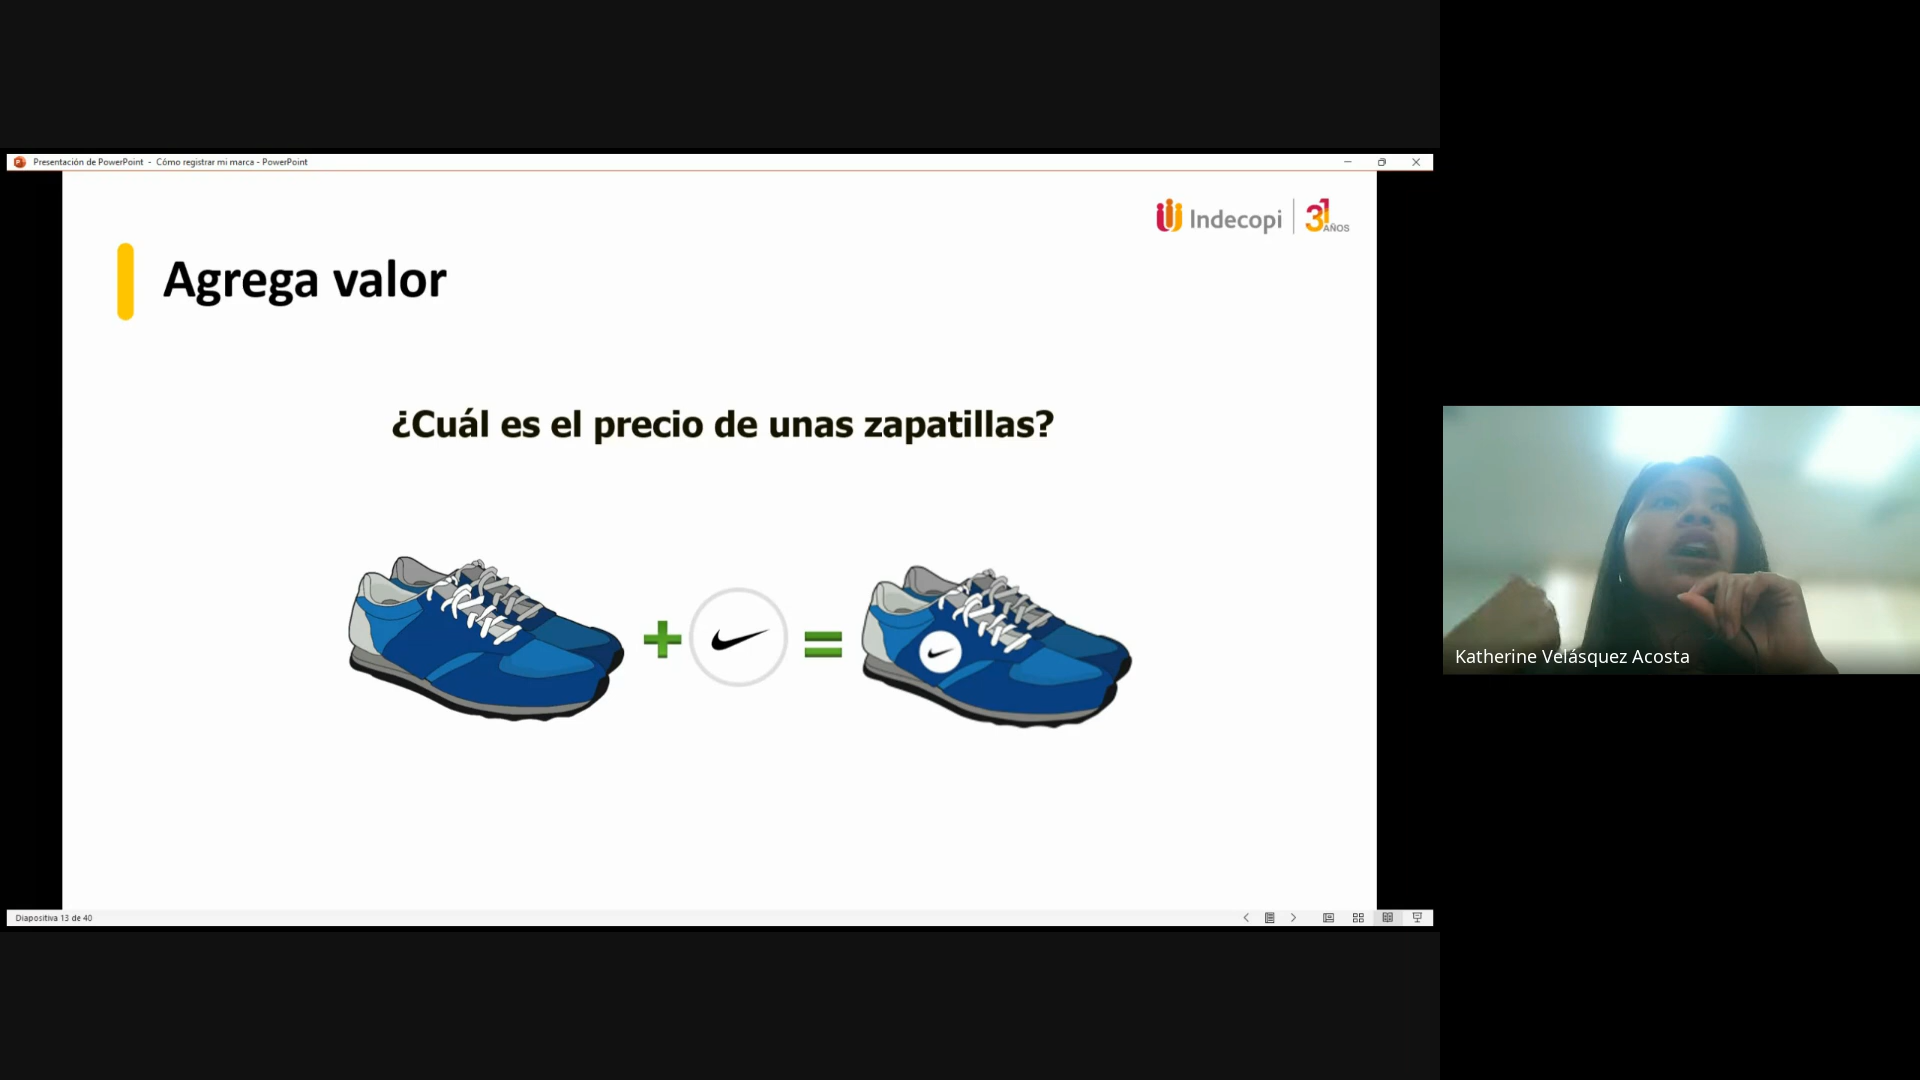 Presentación de PowerPoint - Cómo registrar mi marca - PowerPoint
Indecopi
31 AÑOS
Agrega valor
¿Cuál es el precio de unas zapatillas?
Katherine Velásquez Acosta
Diapositiva 13 de 40